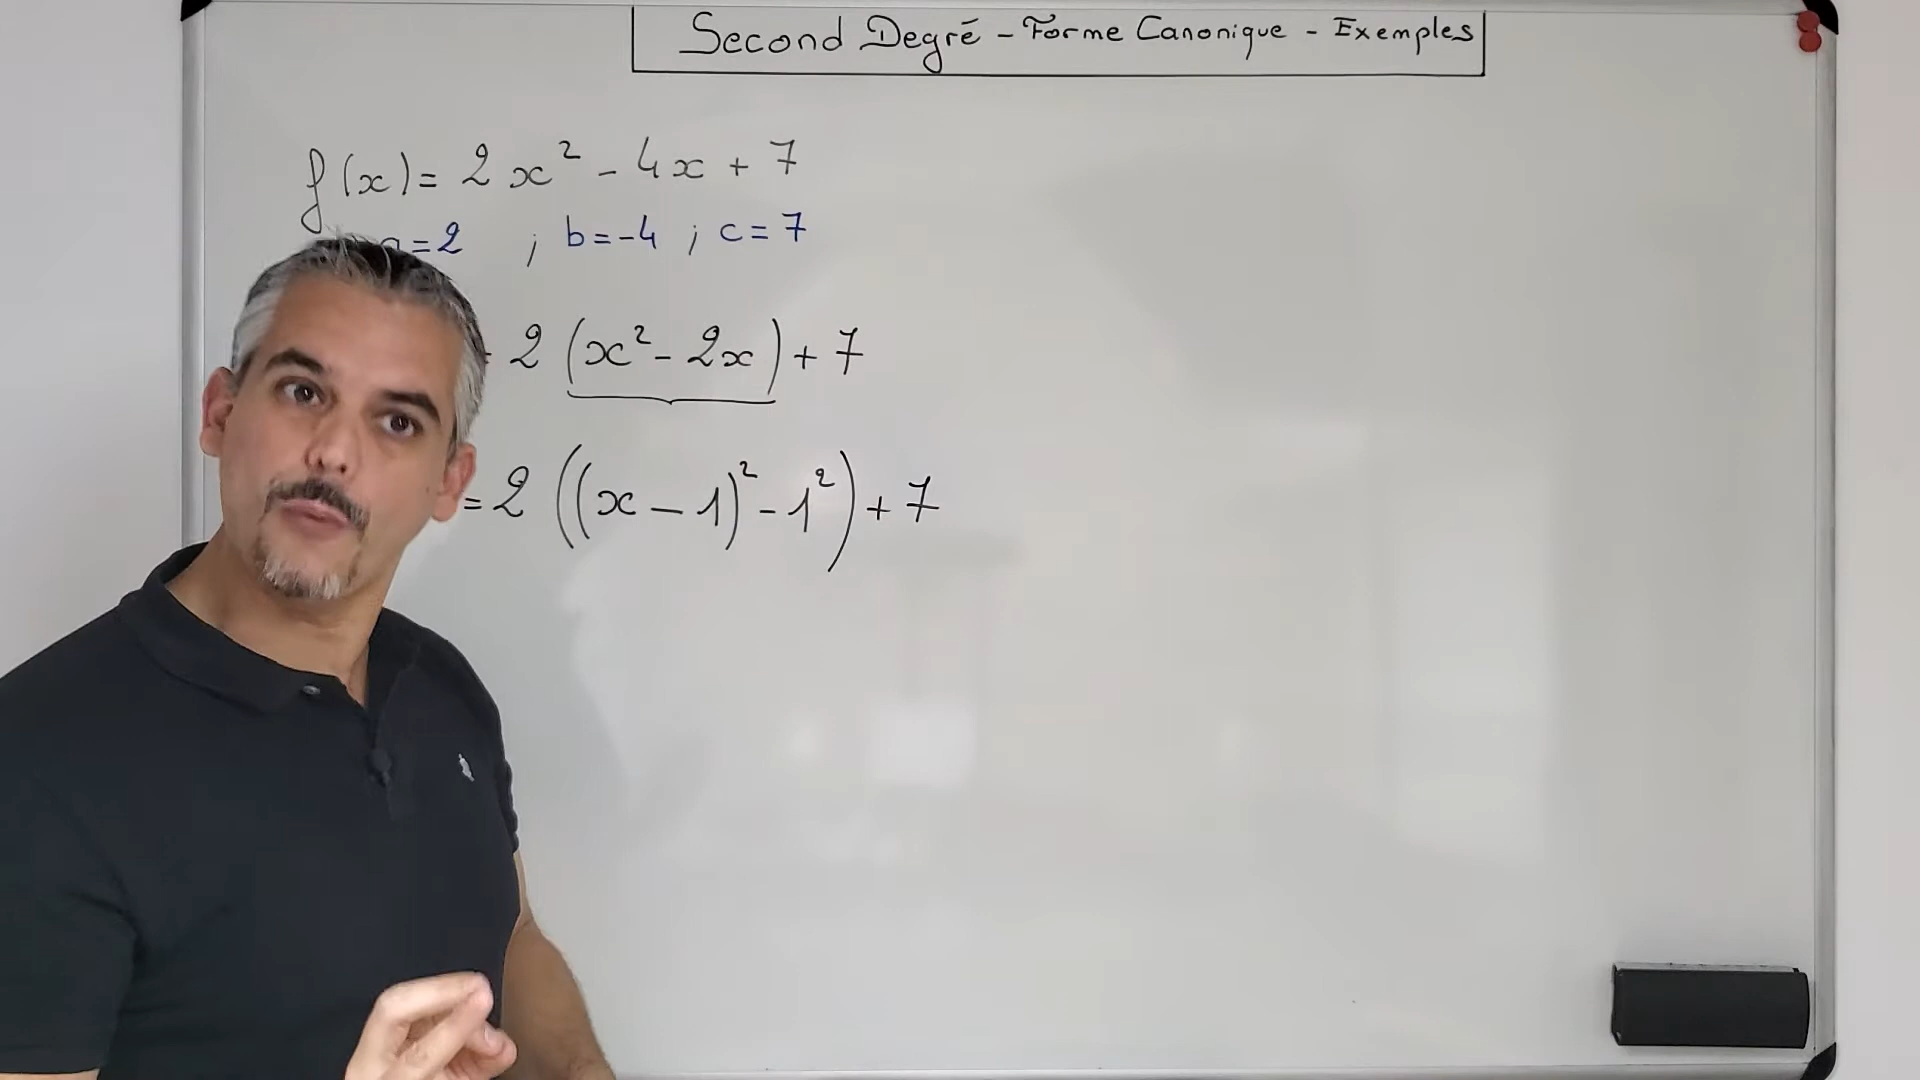 Second Degré - Forme Canonique - Exemples
f(x) = 2x² - 4x + 7
a = 2 ; b = -4 ; c = 7
2 (x² - 2x) + 7
= 2 ((x - 1)² - 1²) + 7